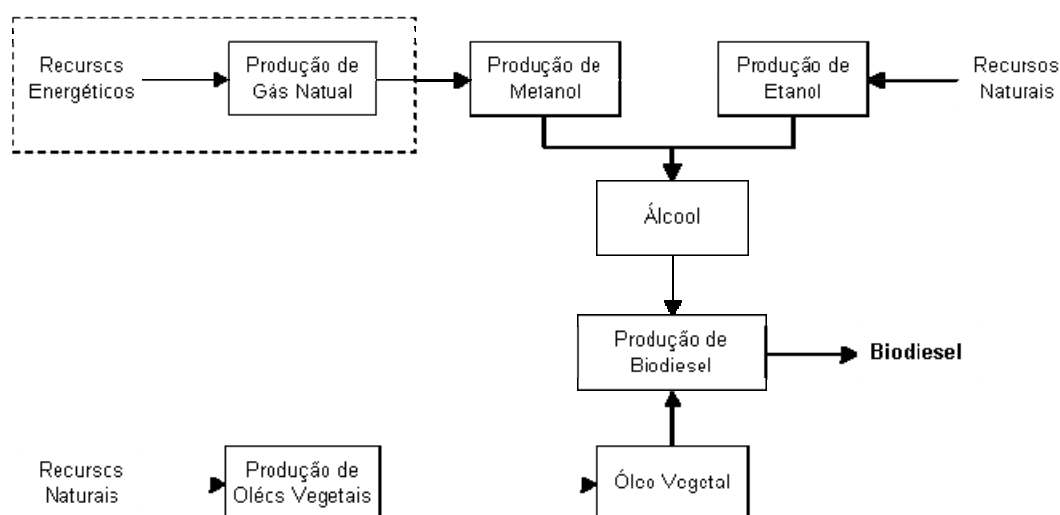 Recurscs
Energéticos
Produção de
Gás Natual
Produção de
Metanol
Produção de
Etanol
Recursos
Naturais
Álcool
Produção de
Biodiesel
Biodiesel
Recurscs
Naturais
Produção de
Olécs Vegetais
Óleo Vegetal